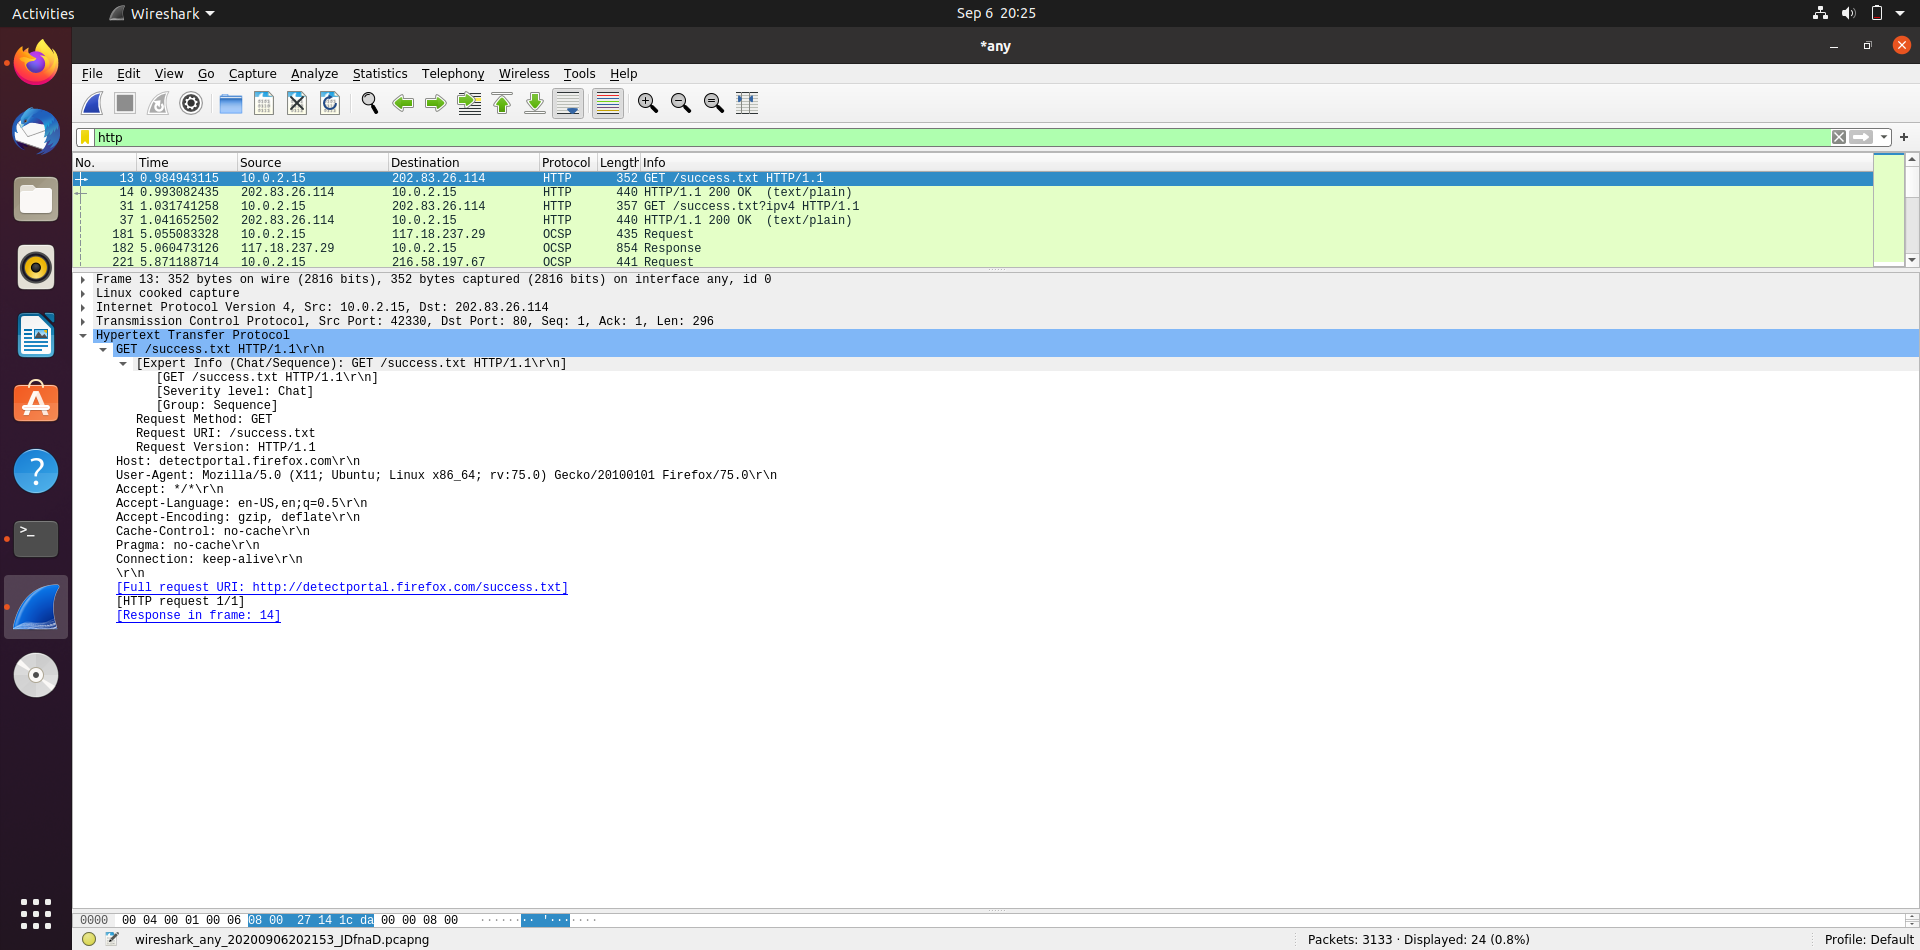 Activities Wireshark Sep 6 20:25
*any
File Edit View Go Capture Analyze Statistics Telephony Wireless Tools Help
http
No. Time Source Destination Protocol Length Info
13 0.984943115 10.0.2.15 202.83.26.114 HTTP 352 GET /success.txt HTTP/1.1
14 0.993082435 202.83.26.114 10.0.2.15 HTTP 440 HTTP/1.1 200 OK (text/plain)
31 1.031741258 10.0.2.15 202.83.26.114 HTTP 357 GET /success.txt?ipv4 HTTP/1.1
37 1.041652502 202.83.26.114 10.0.2.15 HTTP 440 HTTP/1.1 200 OK (text/plain)
181 5.055083328 10.0.2.15 117.18.237.29 OCSP 435 Request
182 5.060473126 117.18.237.29 10.0.2.15 OCSP 854 Response
221 5.871188714 10.0.2.15 216.58.197.67 OCSP 441 Request
Frame 13: 352 bytes on wire (2816 bits), 352 bytes captured (2816 bits) on interface any, id 0
Linux cooked capture
Internet Protocol Version 4, Src: 10.0.2.15, Dst: 202.83.26.114
Transmission Control Protocol, Src Port: 42330, Dst Port: 80, Seq: 1, Ack: 1, Len: 296
Hypertext Transfer Protocol
GET /success.txt HTTP/1.1\r\n
[Expert Info (Chat/Sequence): GET /success.txt HTTP/1.1\r\n]
[GET /success.txt HTTP/1.1\r\n]
[Severity level: Chat]
[Group: Sequence]
Request Method: GET
Request URI: /success.txt
Request Version: HTTP/1.1
Host: detectportal.firefox.com\r\n
User-Agent: Mozilla/5.0 (X11; Ubuntu; Linux x86_64; rv:75.0) Gecko/20100101 Firefox/75.0\r\n
Accept: */*\r\n
Accept-Language: en-US,en;q=0.5\r\n
Accept-Encoding: gzip, deflate\r\n
Cache-Control: no-cache\r\n
Pragma: no-cache\r\n
Connection: keep-alive\r\n
\r\n
[Full request URI: http://detectportal.firefox.com/success.txt]
[HTTP request 1/1]
[Response in frame: 14]
0000 00 04 00 01 00 06 08 00 27 14 1c da 00 00 08 00 ········ '·······
wireshark_any_20200906202153_JDfnaD.pcapng Packets: 3133 · Displayed: 24 (0.8%) Profile: Default